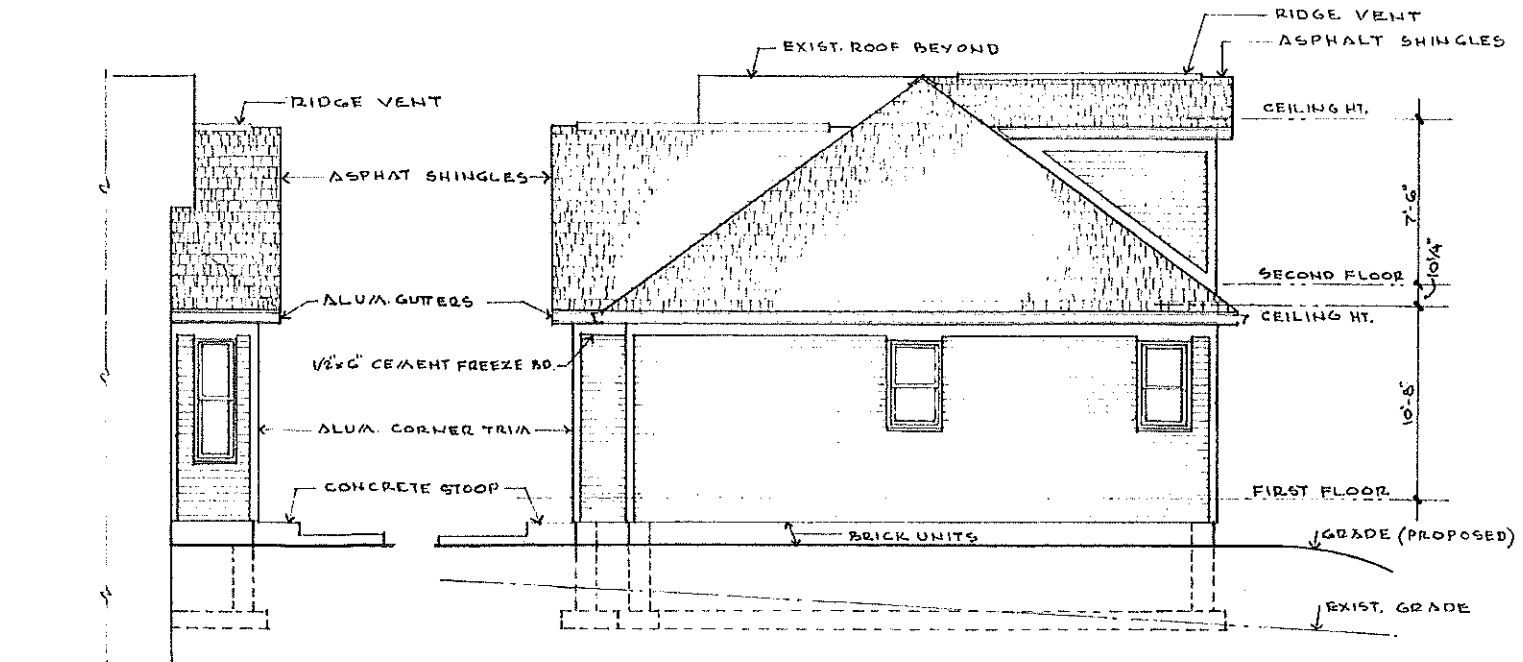 RIDGE VENT
ASPHALT SHINGLES
EXIST. ROOF BEYOND
RIDGE VENT
CEILING HT.
ASPHAT SHINGLES
7'-6"
SECOND FLOOR
10 1/4"
ALUM. GUTTERS
CEILING HT.
1/2"x6" CEMENT FREEZE BD.
10'-8"
ALUM. CORNER TRIM
CONCRETE STOOP
FIRST FLOOR
BRICK UNITS
GRADE (PROPOSED)
EXIST. GRADE